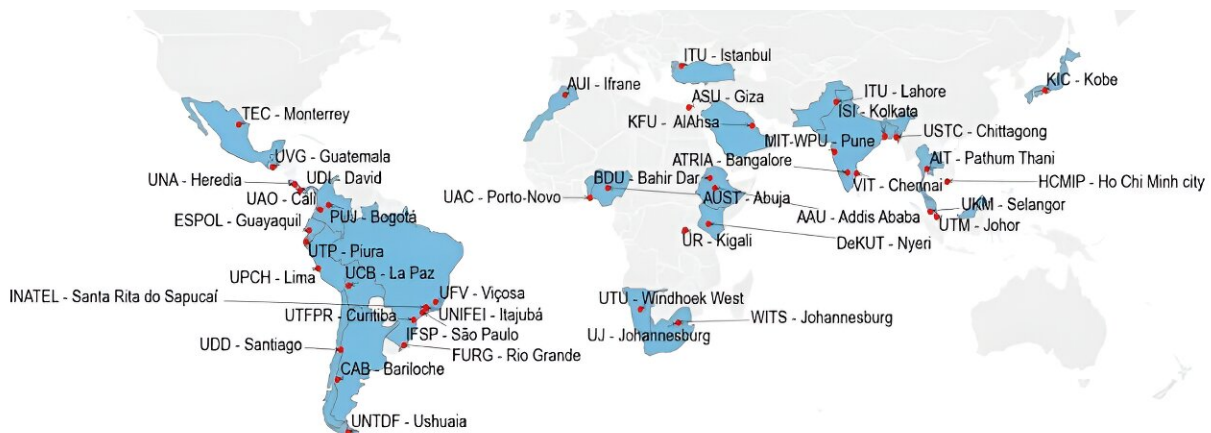 ITU - Istanbul
AUI - Ifrane
ASU - Giza
ITU - Lahore
KIC - Kobe
TEC - Monterrey
KFU - AlAhsa
ISI - Kolkata
MIT-WPU - Pune
USTC - Chittagong
UVG - Guatemala
ATRIA - Bangalore
AIT - Pathum Thani
UNA - Heredia
UDI - David
BDU - Bahir Dar
VIT - Chennai
HCMIP - Ho Chi Minh city
UAO - Cali
UAC - Porto-Novo
AUST - Abuja
UKM - Selangor
ESPOL - Guayaquil
PUJ - Bogotá
AAU - Addis Ababa
UTM - Johor
UTP - Piura
UR - Kigali
DeKUT - Nyeri
UPCH - Lima
UCB - La Paz
INATEL - Santa Rita do Sapucaí
UFV - Viçosa
UTU - Windhoek West
UTFPR - Curitiba
UNIFEI - Itajubá
WITS - Johannesburg
IFSP - São Paulo
UJ - Johannesburg
UDD - Santiago
FURG - Rio Grande
CAB - Bariloche
UNTDF - Ushuaia